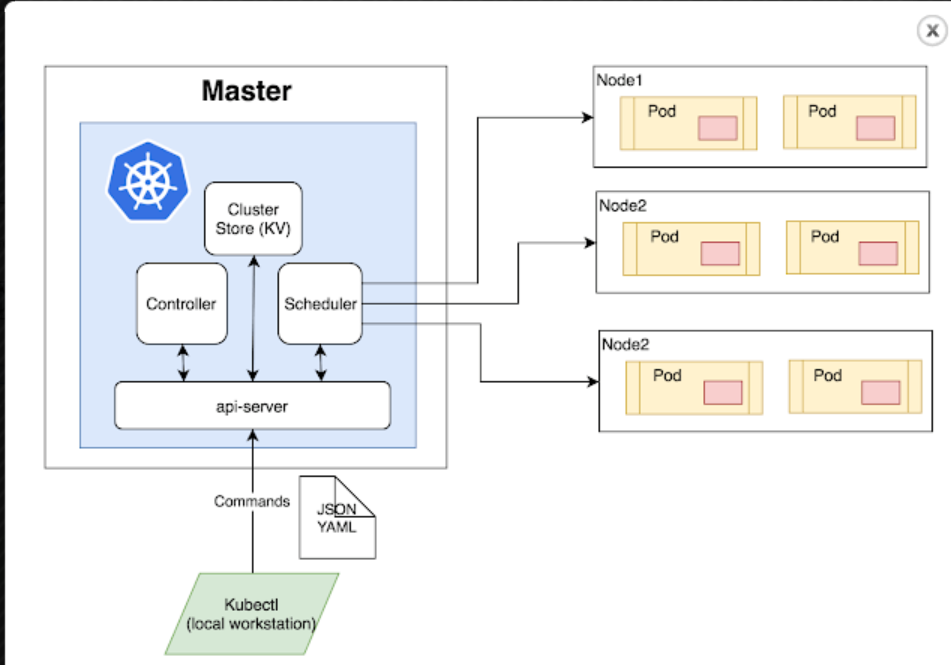 X
Master
Cluster
Store (KV)
Controller
Scheduler
api-server
Commands
JSON
YAML
Kubectl
(local workstation)
Node1
Pod
Pod
Node2
Pod
Pod
Node2
Pod
Pod